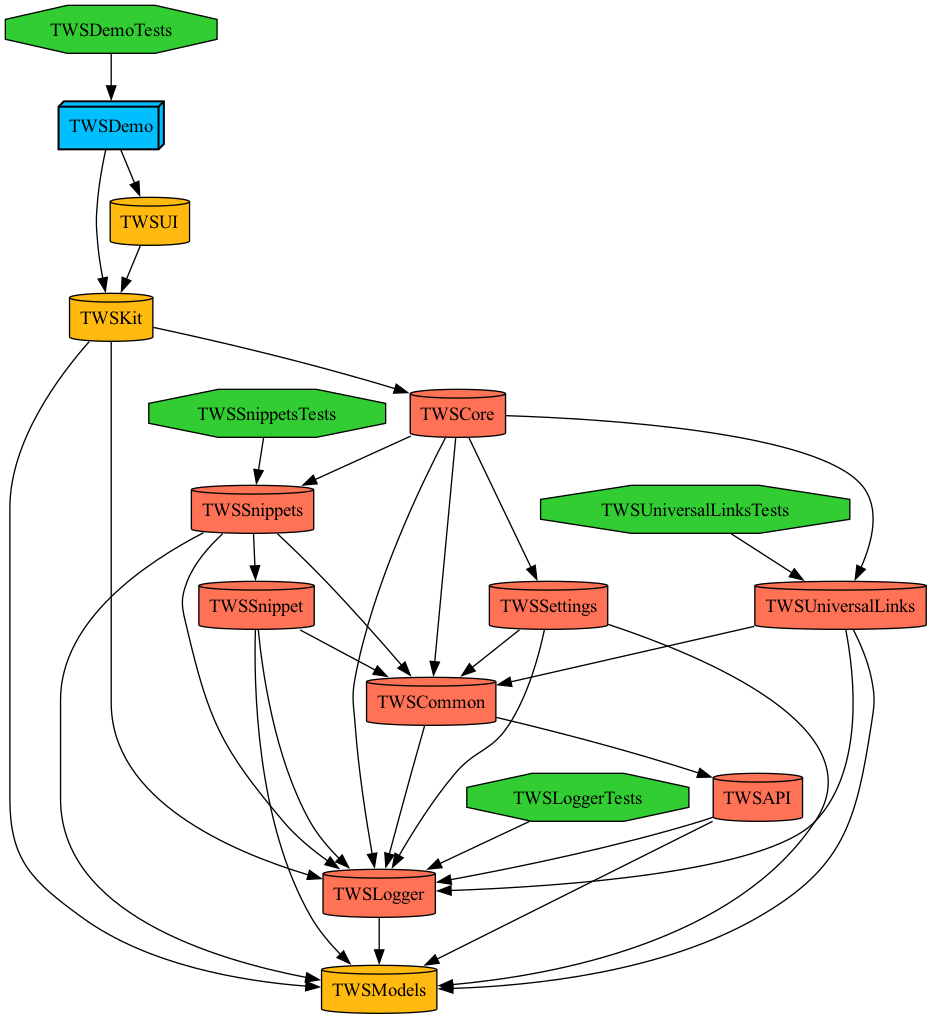 TWSDemoTests
TWSDemo
TWSUI
TWSKit
TWSCore
TWSSnippetsTests
TWSSnippets
TWSUniversalLinksTests
TWSSnippet
TWSSettings
TWSUniversalLinks
TWSCommon
TWSLoggerTests
TWSAPI
TWSLogger
TWSModels